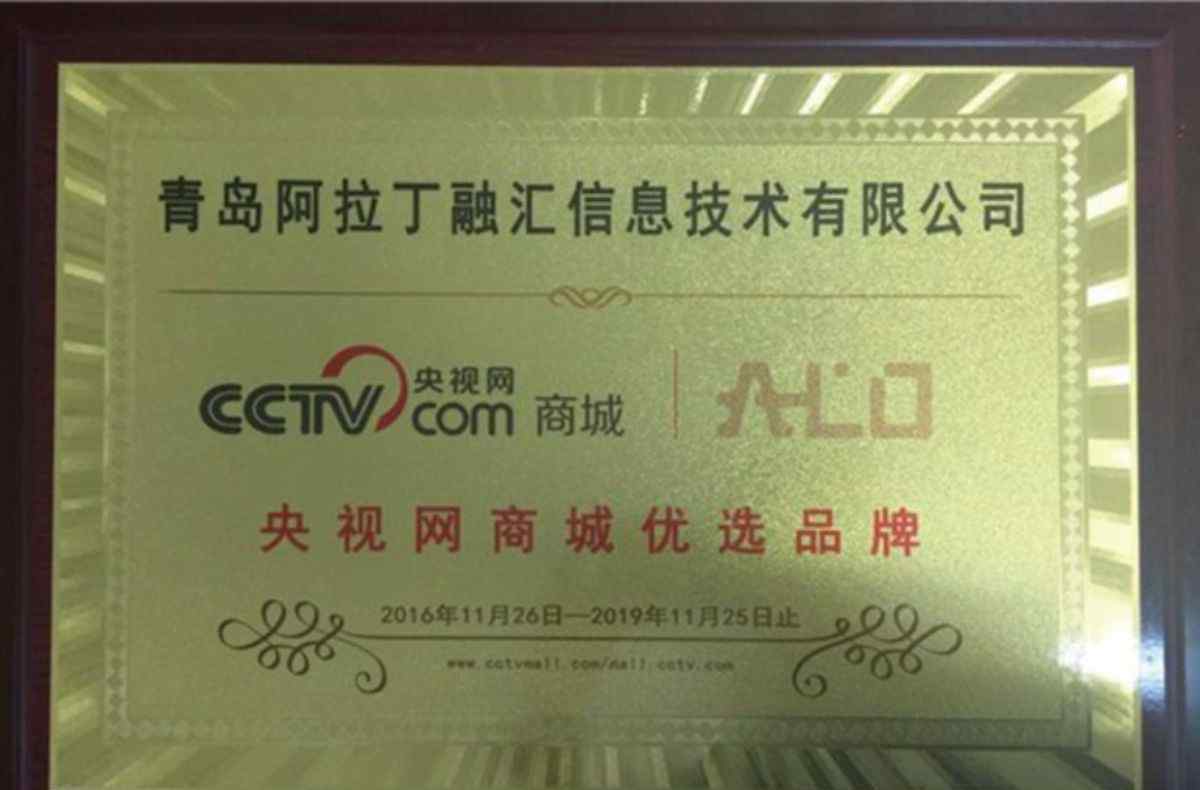 青岛阿拉丁融汇信息技术有限公司
CCTV 央视网 com 商城
央视网商城优选品牌
2016年11月26日—2019年11月25日止
www.cctvmall.com/mall.cctv.com